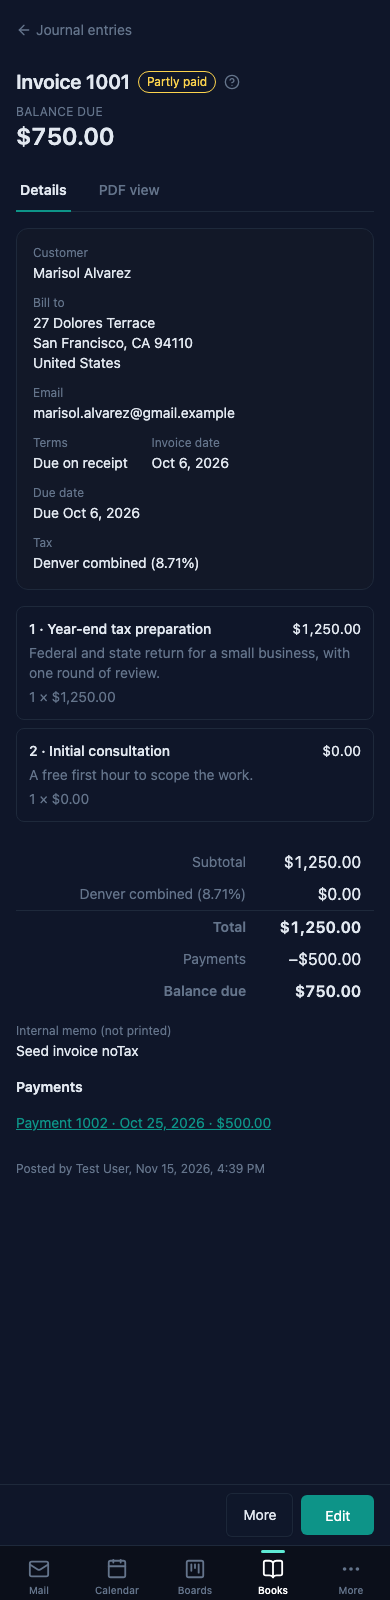 Journal entries
Invoice 1001 Partly paid
BALANCE DUE
$750.00
Details PDF view
Customer
Marisol Alvarez
Bill to
27 Dolores Terrace
San Francisco, CA 94110
United States
Email
marisol.alvarez@gmail.example
Terms Invoice date
Due on receipt Oct 6, 2026
Due date
Due Oct 6, 2026
Tax
Denver combined (8.71%)
1 · Year-end tax preparation $1,250.00
Federal and state return for a small business, with
one round of review.
1 × $1,250.00
2 · Initial consultation $0.00
A free first hour to scope the work.
1 × $0.00
Subtotal $1,250.00
Denver combined (8.71%) $0.00
Total $1,250.00
Payments –$500.00
Balance due $750.00
Internal memo (not printed)
Seed invoice noTax
Payments
Payment 1002 · Oct 25, 2026 · $500.00
Posted by Test User, Nov 15, 2026, 4:39 PM
More Edit
Mail Calendar Boards Books More